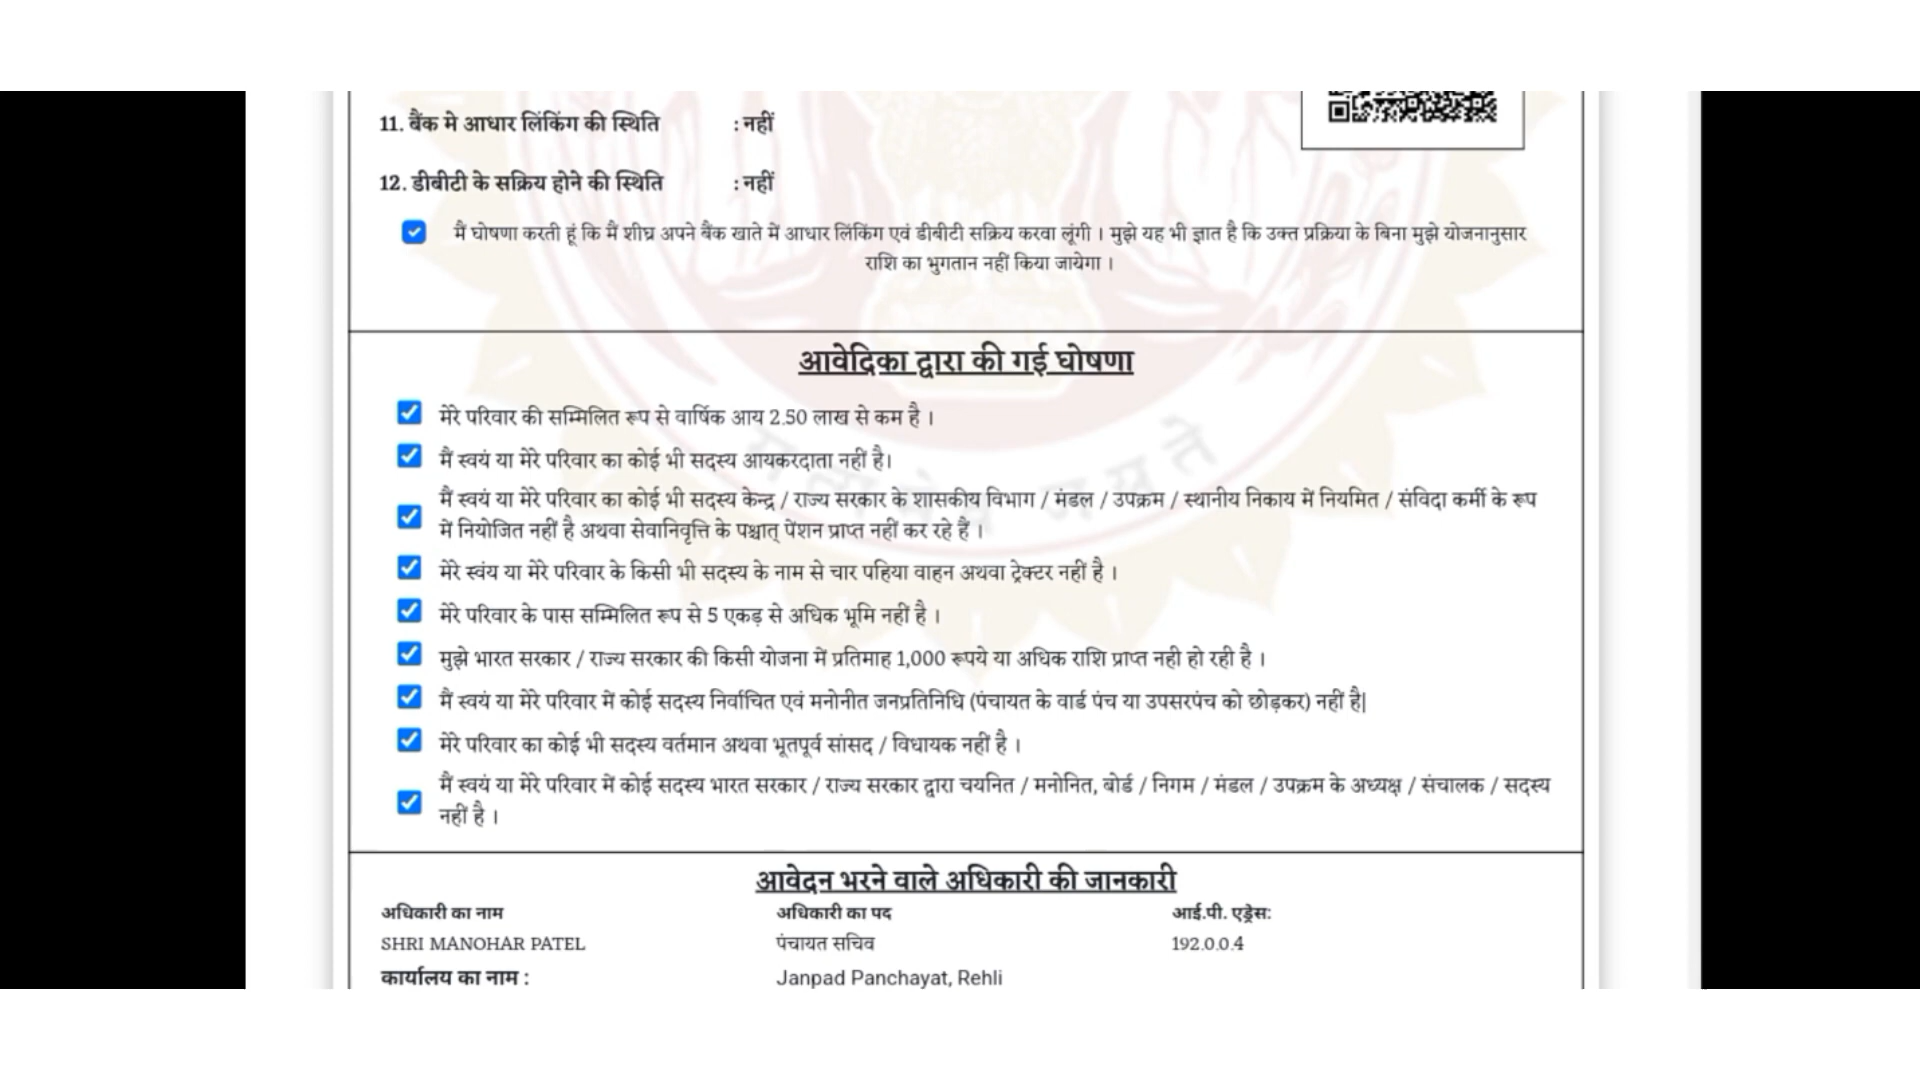 11. बैंक मे आधार लिंकिंग की स्थिति : नहीं
12. डीबीटी के सक्रिय होने की स्थिति : नहीं
मैं घोषणा करती हूं कि मैं शीघ्र अपने बैंक खाते में आधार लिंकिंग एवं डीबीटी सक्रिय करवा लूंगी । मुझे यह भी ज्ञात है कि उक्त प्रक्रिया के बिना मुझे योजनानुसार
राशि का भुगतान नहीं किया जायेगा ।
आवेदिका द्वारा की गई घोषणा
मेरे परिवार की सम्मिलित रूप से वार्षिक आय 2.50 लाख से कम है ।
मैं स्वयं या मेरे परिवार का कोई भी सदस्य आयकरदाता नहीं है।
मैं स्वयं या मेरे परिवार का कोई भी सदस्य केन्द्र / राज्य सरकार के शासकीय विभाग / मंडल / उपक्रम / स्थानीय निकाय में नियमित / संविदा कर्मी के रूप
में नियोजित नहीं है अथवा सेवानिवृत्ति के पश्चात् पेंशन प्राप्त नहीं कर रहे हैं ।
मेरे स्वंय या मेरे परिवार के किसी भी सदस्य के नाम से चार पहिया वाहन अथवा ट्रेक्टर नहीं है ।
मेरे परिवार के पास सम्मिलित रूप से 5 एकड़ से अधिक भूमि नहीं है ।
मुझे भारत सरकार / राज्य सरकार की किसी योजना में प्रतिमाह 1,000 रूपये या अधिक राशि प्राप्त नही हो रही है ।
मैं स्वयं या मेरे परिवार में कोई सदस्य निर्वाचित एवं मनोनीत जनप्रतिनिधि (पंचायत के वार्ड पंच या उपसरपंच को छोड़कर) नहीं है|
मेरे परिवार का कोई भी सदस्य वर्तमान अथवा भूतपूर्व सांसद / विधायक नहीं है ।
मैं स्वयं या मेरे परिवार में कोई सदस्य भारत सरकार / राज्य सरकार द्वारा चयनित / मनोनित, बोर्ड / निगम / मंडल / उपक्रम के अध्यक्ष / संचालक / सदस्य
नहीं है ।
आवेदन भरने वाले अधिकारी की जानकारी
अधिकारी का नाम अधिकारी का पद आई.पी. एड्रेस:
SHRI MANOHAR PATEL पंचायत सचिव 192.0.0.4
कार्यालय का नाम : Janpad Panchayat, Rehli